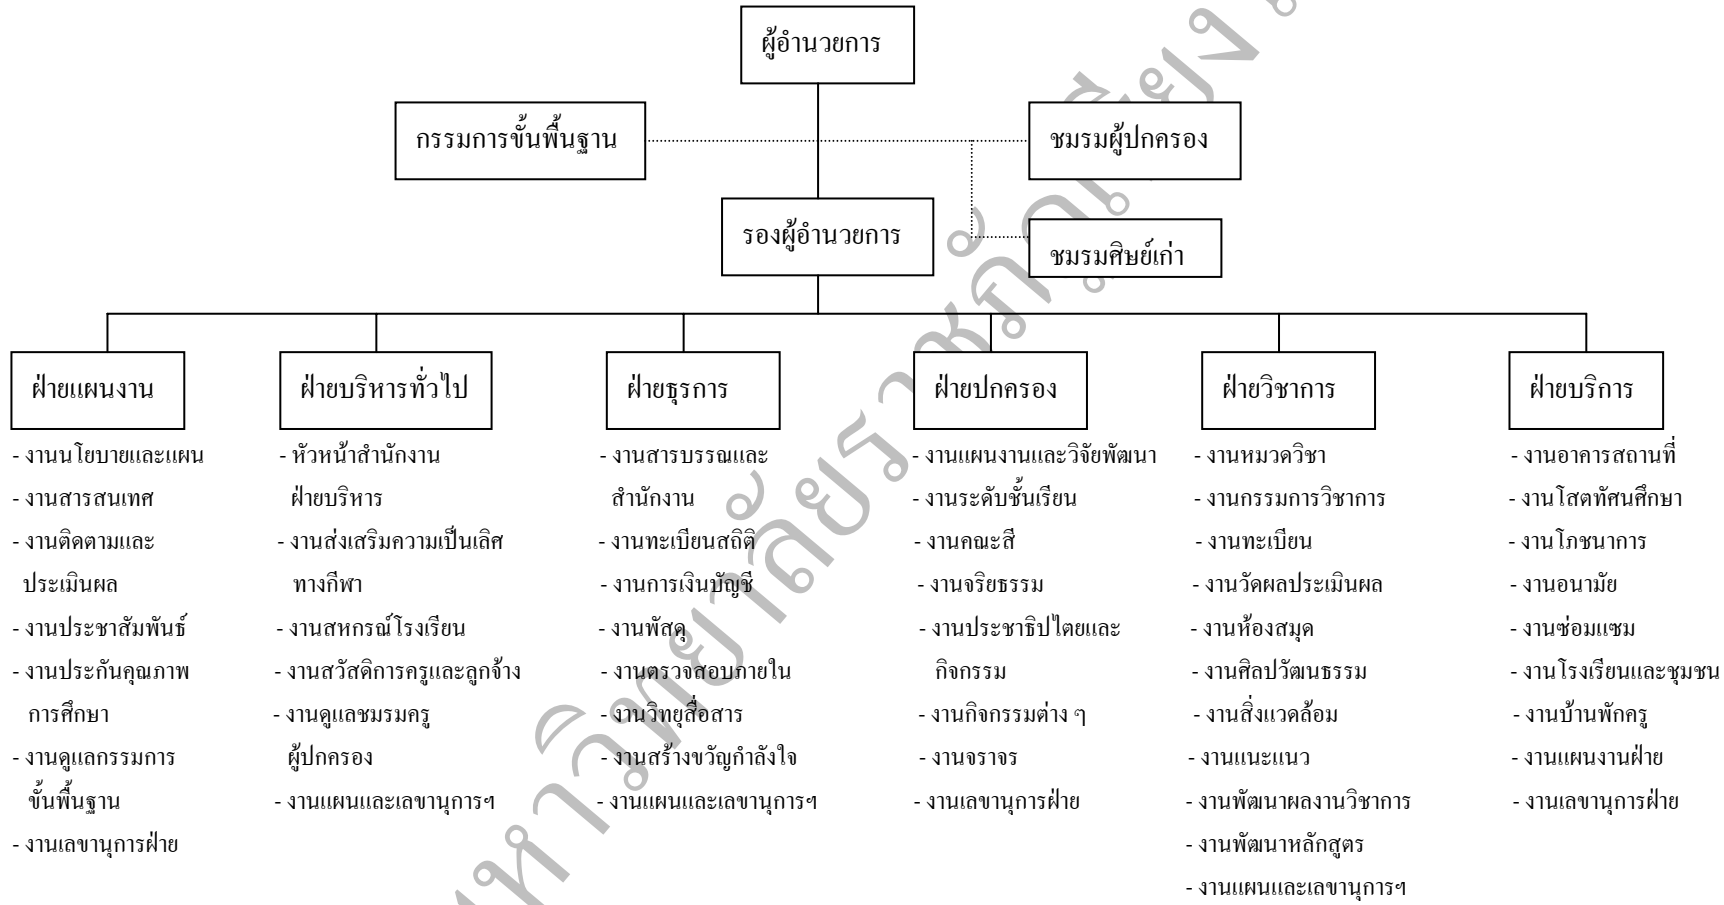 ผู้อำนวยการ
กรรมการขั้นพื้นฐาน
ชมรมผู้ปกครอง
รองผู้อำนวยการ
ชมรมศิษย์เก่า
ฝ่ายแผนงาน
- งานนโยบายและแผน
- งานสารสนเทศ
- งานติดตามและ
ประเมินผล
- งานประชาสัมพันธ์
- งานประกันคุณภาพ
การศึกษา
- งานดูแลกรรมการ
ขั้นพื้นฐาน
- งานเลขานุการฝ่าย
ฝ่ายบริหารทั่วไป
- หัวหน้าสำนักงาน
ฝ่ายบริหาร
- งานส่งเสริมความเป็นเลิศ
ทางกีฬา
- งานสหกรณ์โรงเรียน
- งานสวัสดิการครูและลูกจ้าง
- งานดูแลชมรมครู
ผู้ปกครอง
- งานแผนและเลขานุการฯ
ฝ่ายธุรการ
- งานสารบรรณและ
สำนักงาน
- งานทะเบียนสถิติ
- งานการเงินบัญชี
- งานพัสดุ
- งานตรวจสอบภายใน
- งานวิทยุสื่อสาร
- งานสร้างขวัญกำลังใจ
- งานแผนและเลขานุการฯ
ฝ่ายปกครอง
- งานแผนงานและวิจัยพัฒนา
- งานระดับชั้นเรียน
- งานคณะสี
- งานจริยธรรม
- งานประชาธิปไตยและ
กิจกรรม
- งานกิจกรรมต่าง ๆ
- งานจราจร
- งานเลขานุการฝ่าย
ฝ่ายวิชาการ
- งานหมวดวิชา
- งานกรรมการวิชาการ
- งานทะเบียน
- งานวัดผลประเมินผล
- งานห้องสมุด
- งานศิลปวัฒนธรรม
- งานสิ่งแวดล้อม
- งานแนะแนว
- งานพัฒนาผลงานวิชาการ
- งานพัฒนาหลักสูตร
- งานแผนและเลขานุการฯ
ฝ่ายบริการ
- งานอาคารสถานที่
- งานโสตทัศนศึกษา
- งานโภชนาการ
- งานอนามัย
- งานซ่อมแซม
- งานโรงเรียนและชุมชน
- งานบ้านพักครู
- งานแผนงานฝ่าย
- งานเลขานุการฝ่าย